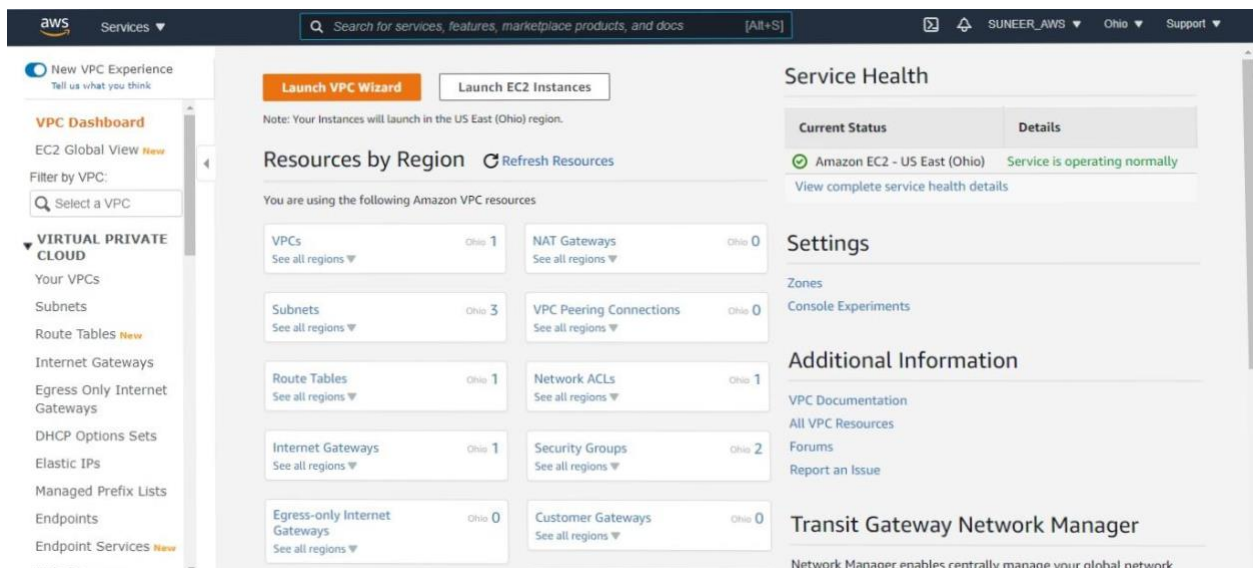 aws
Services ▼
Search for services, features, marketplace products, and docs
[Alt+S]
SUNEER_AWS ▼
Ohio ▼
Support ▼
New VPC Experience
Tell us what you think
VPC Dashboard
EC2 Global View New
Filter by VPC:
Select a VPC
VIRTUAL PRIVATE
CLOUD
Your VPCs
Subnets
Route Tables New
Internet Gateways
Egress Only Internet
Gateways
DHCP Options Sets
Elastic IPs
Managed Prefix Lists
Endpoints
Endpoint Services New
Launch VPC Wizard
Launch EC2 Instances
Note: Your Instances will launch in the US East (Ohio) region.
Resources by Region
Refresh Resources
You are using the following Amazon VPC resources
VPCs
Ohio 1
See all regions ▼
NAT Gateways
Ohio 0
See all regions ▼
Subnets
Ohio 3
See all regions ▼
VPC Peering Connections
Ohio 0
See all regions ▼
Route Tables
Ohio 1
See all regions ▼
Network ACLs
Ohio 1
See all regions ▼
Internet Gateways
Ohio 1
See all regions ▼
Security Groups
Ohio 2
See all regions ▼
Egress-only Internet
Gateways
Ohio 0
See all regions ▼
Customer Gateways
Ohio 0
See all regions ▼
Service Health
Current Status
Details
Amazon EC2 - US East (Ohio)
Service is operating normally
View complete service health details
Settings
Zones
Console Experiments
Additional Information
VPC Documentation
All VPC Resources
Forums
Report an Issue
Transit Gateway Network Manager
Network Manager enables centrally manage your global network